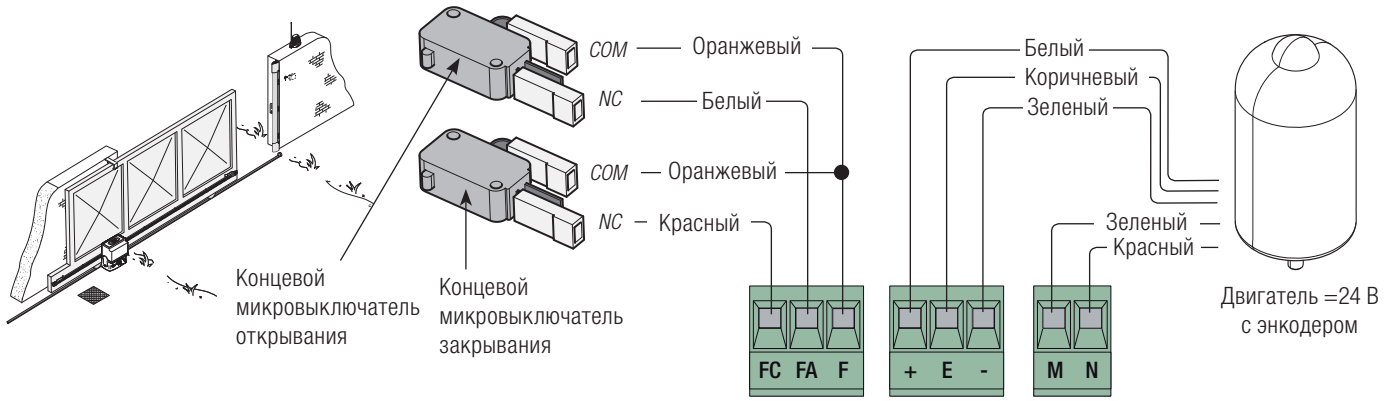 COM
Оранжевый
NC
Белый
COM
Оранжевый
NC
Красный
Концевой
микровыключатель
открывания
Концевой
микровыключатель
закрывания
Белый
Коричневый
Зеленый
Зеленый
Красный
Двигатель =24 В
с энкодером
FC FA F
+ E -
M N